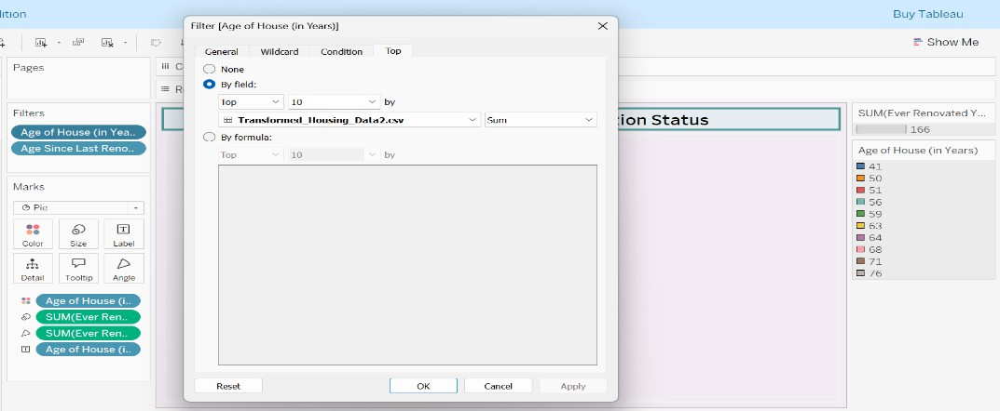 ition
Buy Tableau
Show Me
Pages
Filters
Age of House (in Yea..
Age Since Last Reno..
Marks
Pie
Color
Size
Label
Detail
Tooltip
Angle
Age of House (i..
SUM(Ever Ren..
SUM(Ever Ren..
Age of House (i..
iii C
R
Filter [Age of House (in Years)]
General
Wildcard
Condition
Top
None
By field:
Top
10
by
Transformed_Housing_Data2.csv
Sum
By formula:
Top
10
by
Reset
OK
Cancel
Apply
ion Status
SUM(Ever Renovated Y...
166
Age of House (in Years)
41
50
51
56
59
63
64
68
71
76